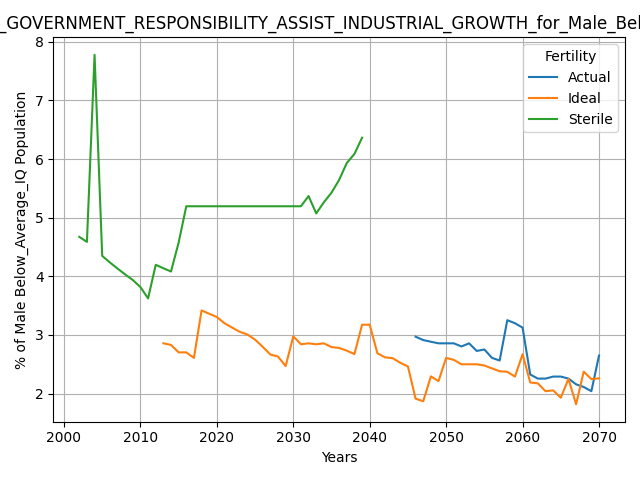 _GOVERNMENT_RESPONSIBILITY_ASSIST_INDUSTRIAL_GROWTH_for_Male_Bel
8
7
6
5
4
3
2
% of Male Below_Average_IQ Population
Fertility
Actual
Ideal
Sterile
2000 2010 2020 2030 2040 2050 2060 2070
Years